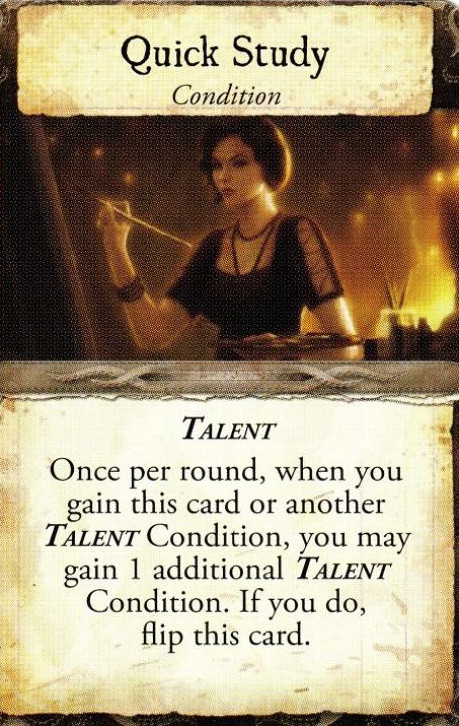 Quick Study
Condition
TALENT
Once per round, when you
gain this card or another
TALENT Condition, you may
gain 1 additional TALENT
Condition. If you do,
flip this card.